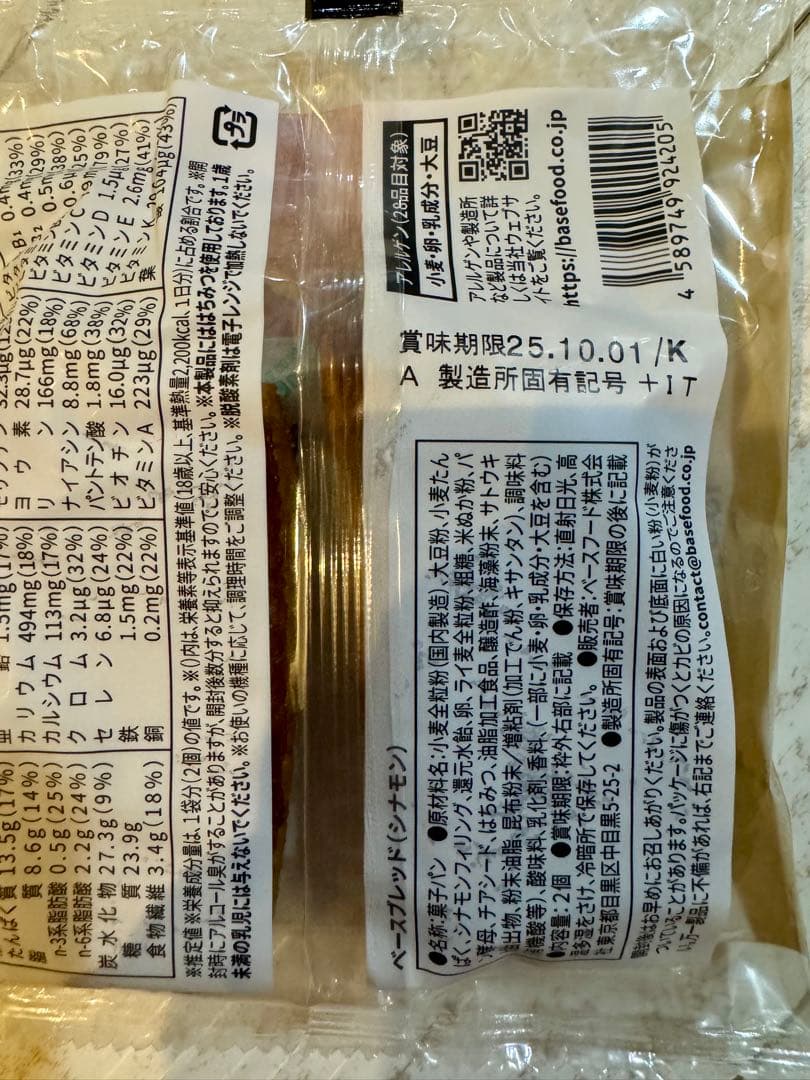 ベースブレッド(シナモン)
●名称:菓子パン ●原材料名:小麦全粒粉(国内製造)、大豆粉、小麦たん
ぱく、シナモンフィリング、還元水飴、卵、ライ麦全粒粉、粗糖、米ぬか粉、パ
ン酵母、チアシード、はちみつ、油脂加工食品、醸造酢、海藻粉末、サトウキ
抽出物、粉末油脂、昆布粉末/増粘剤(加工でん粉、キサンタン)、調味料
(有機酸等)、酸味料、乳化剤、香料、(一部に小麦・卵・乳成分・大豆を含む)
●内容量:2個 ●賞味期限:枠外右部に記載 ●保存方法:直射日光、高
温多湿をさけ、冷暗所で保存してください。 ●販売者:ベースフード株式会
社 東京都目黒区中目黒5-25-2 ●製造所固有記号:賞味期限の後に記載
開封後はお早めにお召しあがりください。製品の表面および底面に白い粉(小麦粉)が
ついていることがあります。パッケージに傷がつくとカビの原因になるのでご注意くださ
い。万一製品に不備があれば、右記までご連絡ください。contact@basefood.co.jp
賞味期限25.10.01/K
A 製造所固有記号 +IT
アレルゲン(28品目対象)
小麦・卵・乳成分・大豆
アレルゲンや製造所
など製品について詳
しくは当社ウェブサ
イトをご覧ください。
https://basefood.co.jp
4 589749 924205
たんぱく質 13.5g(17%)
脂 質 8.6g(14%)
n-3系脂肪酸 0.5g(25%)
n-6系脂肪酸 2.2g(24%)
炭水化物 27.3g(9%)
糖 質 23.9g
食物繊維 3.4g(18%)
亜 鉛 1.5mg(17%)
カリウム 494mg(18%)
カルシウム 113mg(17%)
クロム 3.2μg(32%)
セレン 6.8μg(24%)
鉄 1.5mg(22%)
銅 0.2mg(22%)
ヨウ素 28.7μg(22%)
リン 166mg(18%)
ナイアシン 8.8mg(68%)
パントテン酸 1.8mg(38%)
ビオチン 16.0μg(32%)
ビタミンA 223μg(29%)
ビタミンC
ビタミンD 1.5μg(27%)
ビタミンE 2.6mg(41%)
ビタミンK
葉
※推定値 ※栄養成分量は、1袋分(2個)の値です。※()内は、栄養素等表示基準値(18歳以上、基準熱量2,200kcal、1日分)に占める割合です。※開
封時にアルコール臭がすることがありますが、開封後数分すると抑えられますのでご安心ください。※本製品にははちみつを使用しております。1歳
未満の乳児には与えないでください。※お使いの機種に応じて、調理時間をご調整ください。※脱酸素剤は電子レンジで加熱しないでください。
プラ